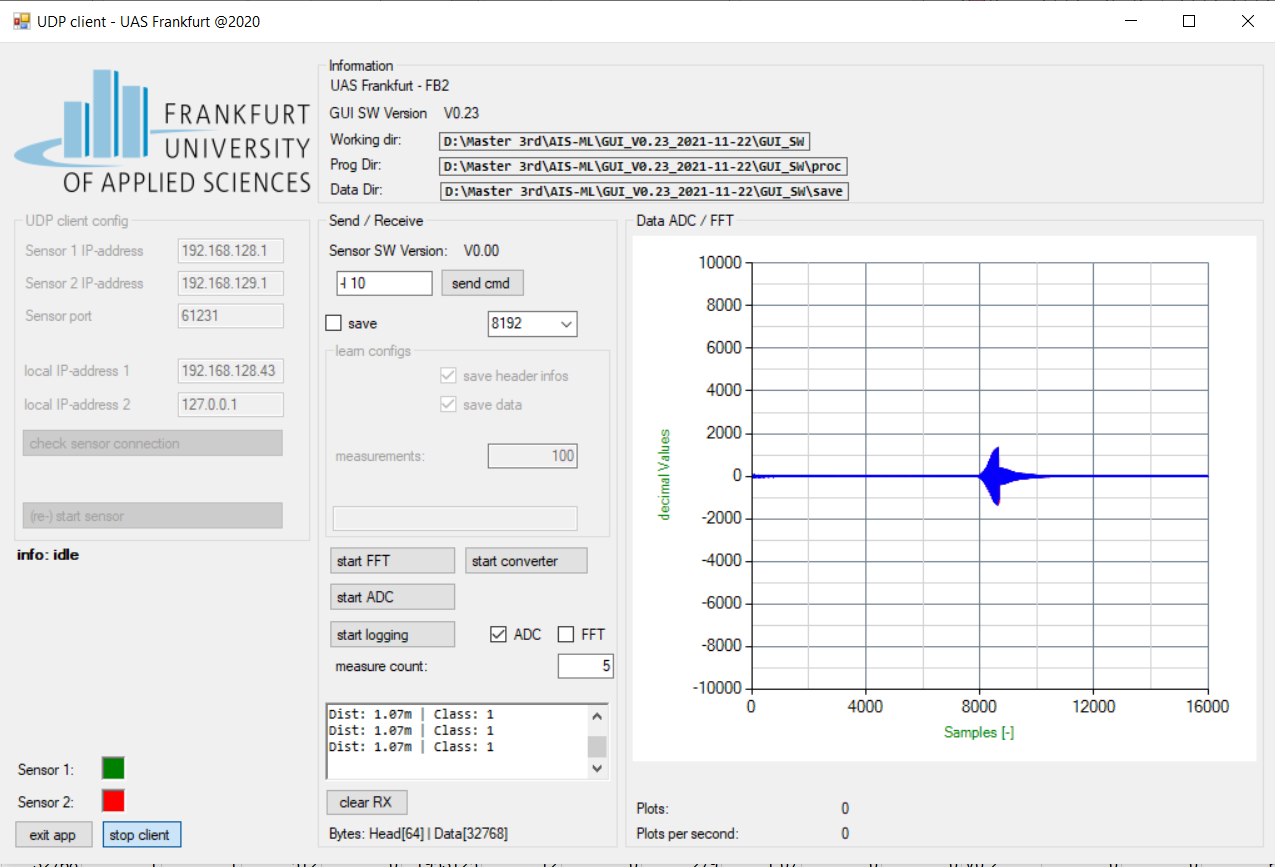 UDP client - UAS Frankfurt @2020
FRANKFURT
UNIVERSITY
OF APPLIED SCIENCES
Information
UAS Frankfurt - FB2
GUI SW Version V0.23
Working dir: D:\Master 3rd\AIS-ML\GUI_V0.23_2021-11-22\GUI_SW
Prog Dir: D:\Master 3rd\AIS-ML\GUI_V0.23_2021-11-22\GUI_SW\proc
Data Dir: D:\Master 3rd\AIS-ML\GUI_V0.23_2021-11-22\GUI_SW\save
UDP client config
Sensor 1 IP-address 192.168.128.1
Sensor 2 IP-address 192.168.129.1
Sensor port 61231
local IP-address 1 192.168.128.43
local IP-address 2 127.0.0.1
check sensor connection
(re-) start sensor
info: idle
Sensor 1:
Sensor 2:
exit app stop client
Send / Receive
Sensor SW Version: V0.00
10 send cmd
save 8192
learn configs
save header infos
save data
measurements: 100
start FFT start converter
start ADC
start logging ADC FFT
measure count: 5
Dist: 1.07m | Class: 1
Dist: 1.07m | Class: 1
Dist: 1.07m | Class: 1
clear RX
Bytes: Head[64] | Data[32768]
Data ADC / FFT
decimal Values
10000
8000
6000
4000
2000
0
-2000
-4000
-6000
-8000
-10000
0 4000 8000 12000 16000
Samples [-]
Plots: 0
Plots per second: 0